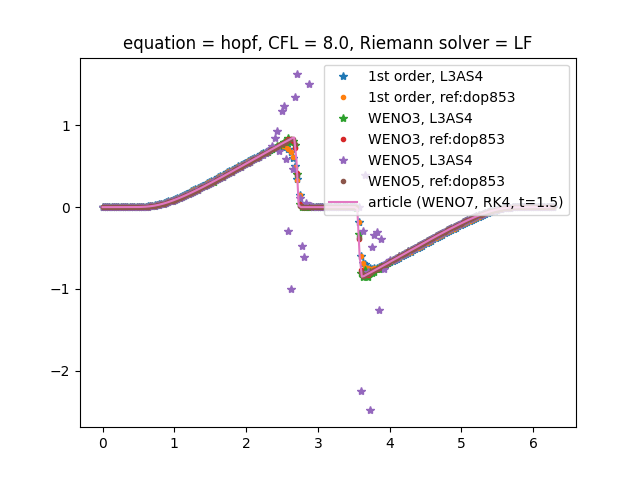 equation = hopf, CFL = 8.0, Riemann solver = LF
1st order, L3AS4
1st order, ref:dop853
WENO3, L3AS4
WENO3, ref:dop853
WENO5, L3AS4
WENO5, ref:dop853
article (WENO7, RK4, t=1.5)
1
0
−1
−2
0 1 2 3 4 5 6